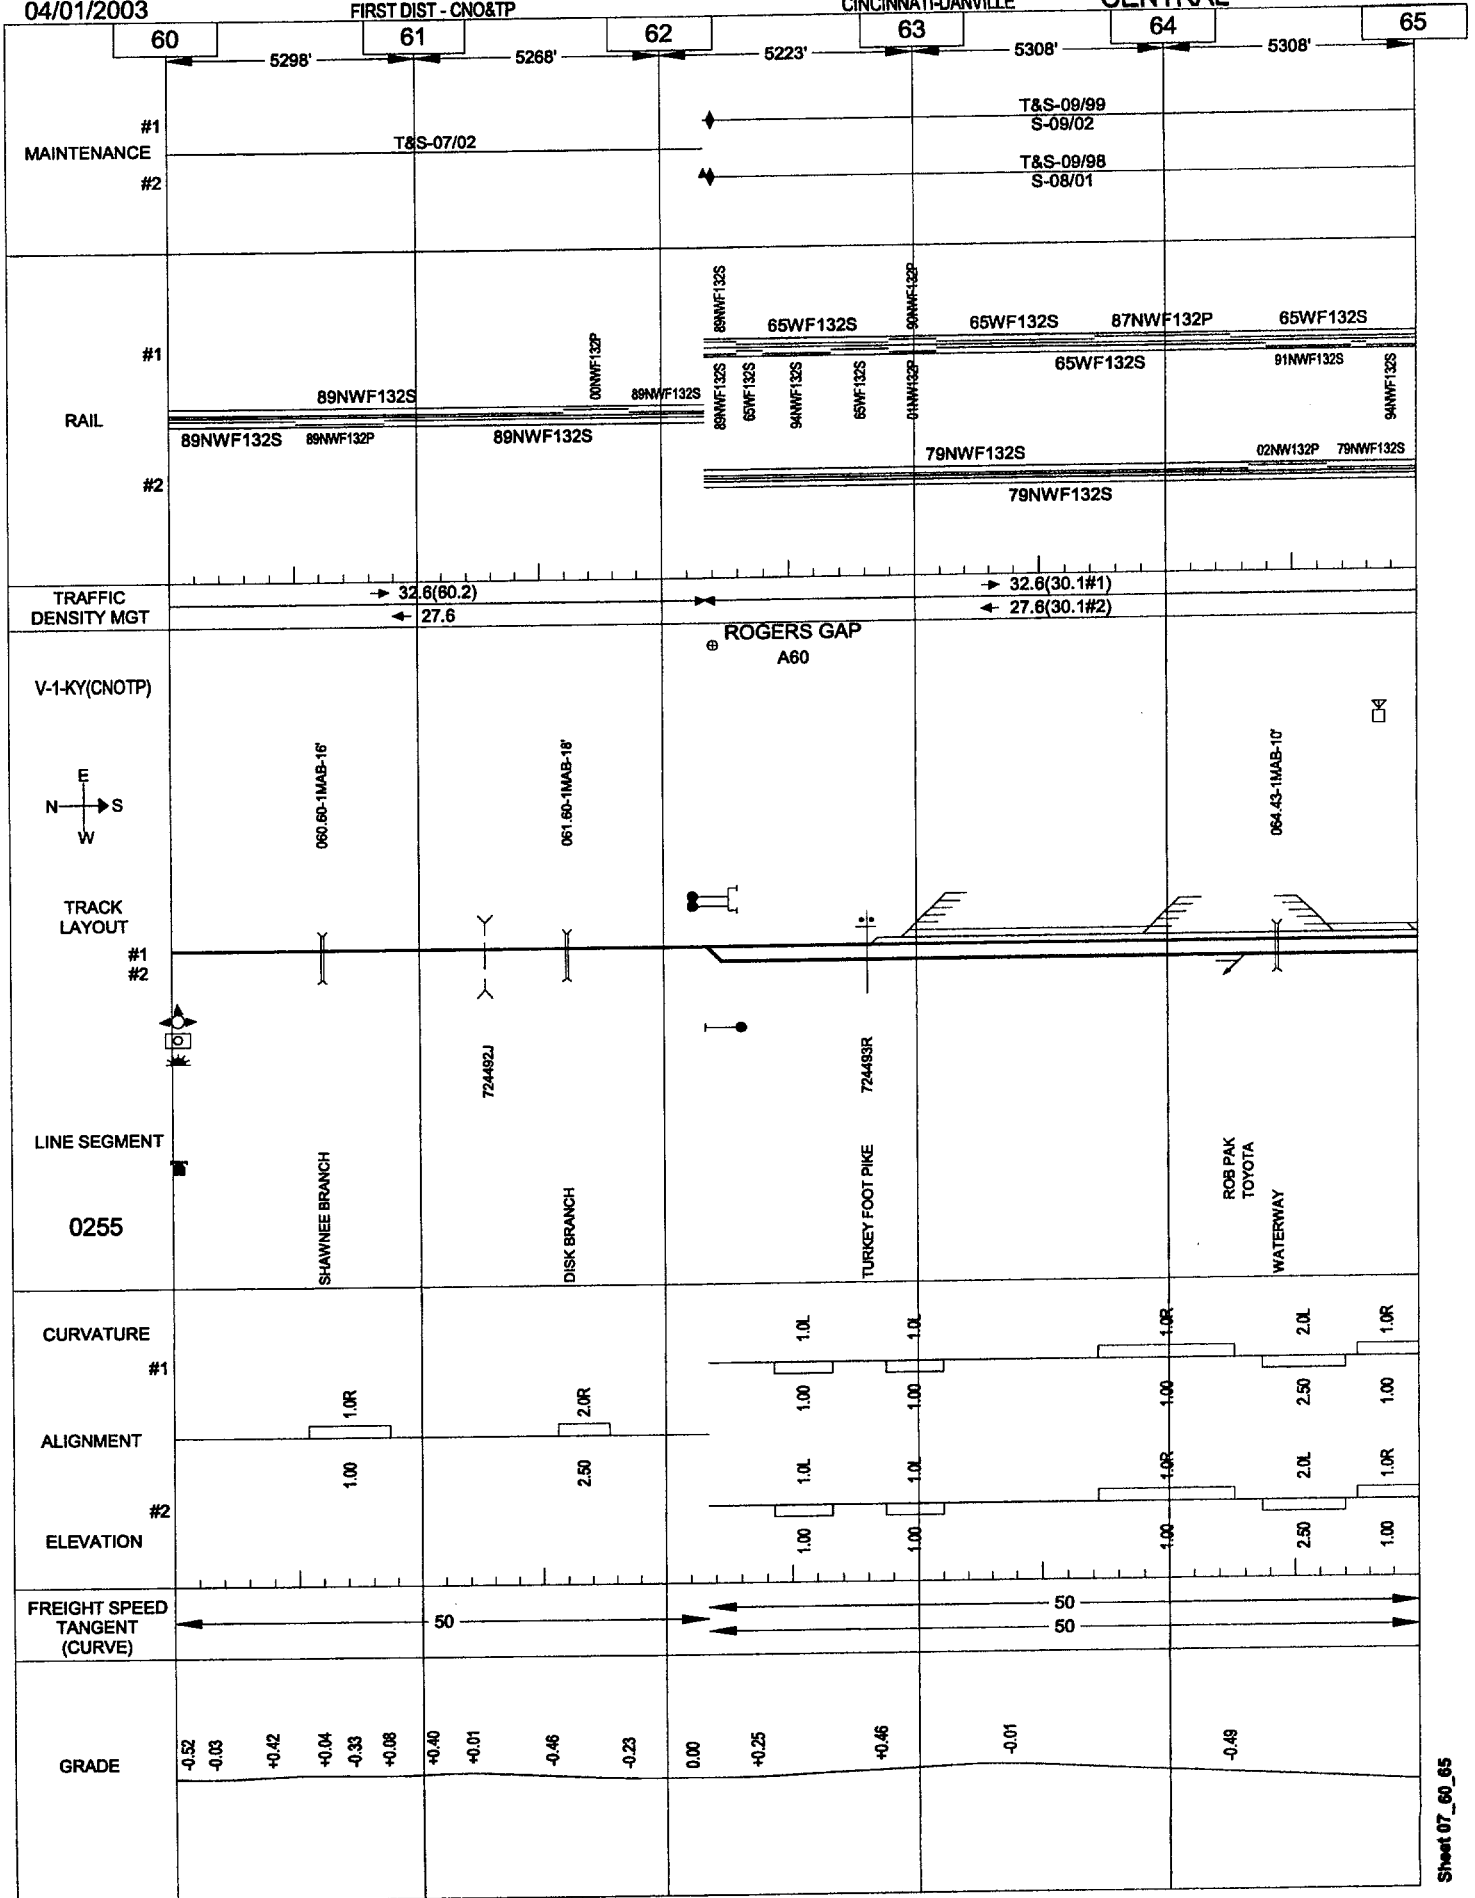 04/01/2003 FIRST DIST - CNO&TP CINCINNATI-DANVILLE CENTRAL
60 61 62 63 64 65
5298' 5268' 5223' 5308' 5308'
#1 T&S-09/99
S-09/02
MAINTENANCE T&S-07/02
T&S-09/98
#2 S-08/01
89NWF132S 90NWF132P
65WF132S 65WF132S 87NWF132P 65WF132S
#1 00NWF132P
65WF132S 91NWF132S
89NWF132S 65WF132S 94NWF132S 65WF132S 01NW132P 94NWF132S
89NWF132S 89NWF132S
RAIL
89NWF132S 89NWF132P 89NWF132S
79NWF132S 02NW132P 79NWF132S
#2
79NWF132S
TRAFFIC
DENSITY MGT
32.6(60.2) 32.6(30.1#1)
27.6 27.6(30.1#2)
ROGERS GAP
A60
V-1-KY(CNOTP)
060.60-1MAB-16' 061.60-1MAB-18' 064.43-1MAB-10'
E
N S
W
TRACK
LAYOUT
#1
#2
724492J 724493R
LINE SEGMENT
0255
SHAWNEE BRANCH
DISK BRANCH
TURKEY FOOT PIKE
ROB PAK
TOYOTA
WATERWAY
CURVATURE
1.0L 1.0L 1.0R 2.0L 1.0R
#1
1.00 1.00 1.00 2.50 1.00
1.0R 2.0R
ALIGNMENT
1.00 2.50
1.0L 1.0L 1.0R 2.0L 1.0R
#2
ELEVATION
1.00 1.00 1.00 2.50 1.00
FREIGHT SPEED
TANGENT
(CURVE)
50 50
50
GRADE
-0.52 -0.03 +0.42 +0.04 -0.33 +0.08 +0.40 +0.01 -0.46 -0.23 0.00 +0.25 +0.46 -0.01 -0.49
Sheet 07_60_65